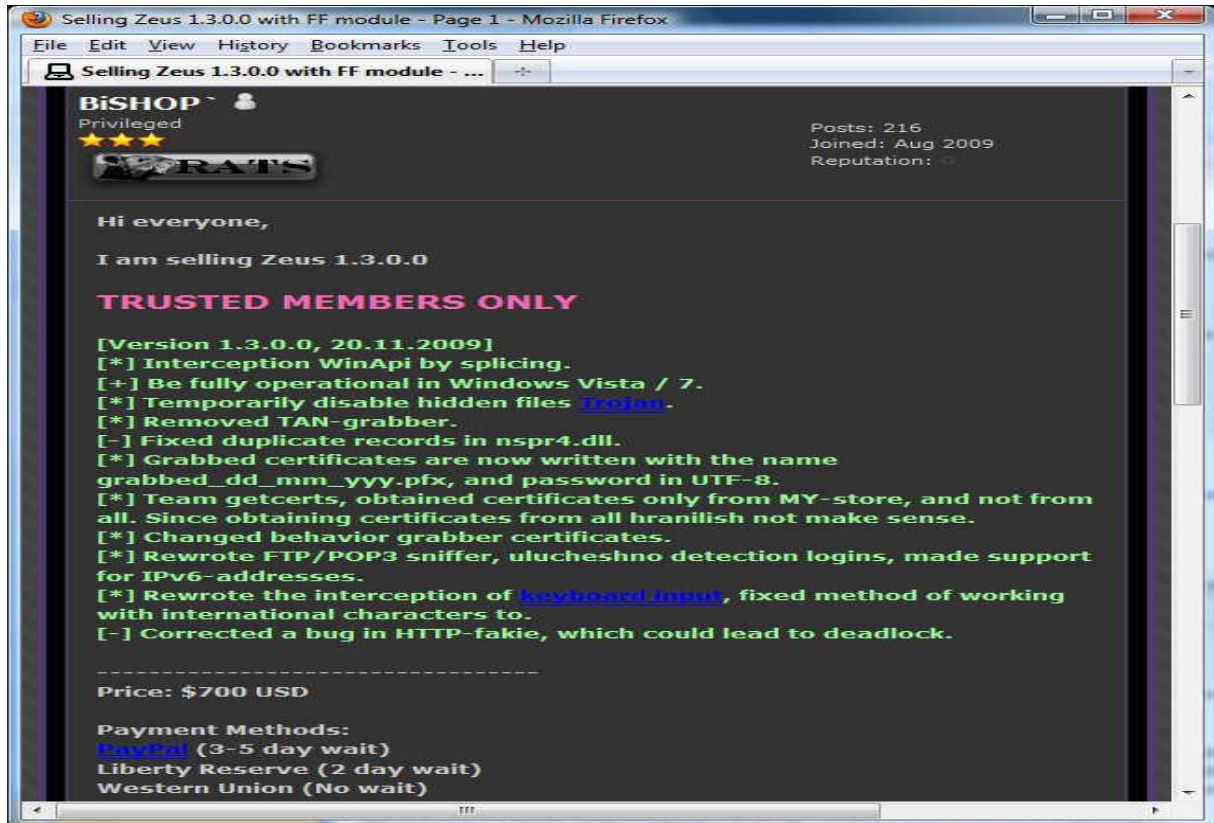 Selling Zeus 1.3.0.0 with FF module - Page 1 - Mozilla Firefox
File Edit View History Bookmarks Tools Help
Selling Zeus 1.3.0.0 with FF module - ...
BiSHOP`
Privileged
Posts: 216
Joined: Aug 2009
Reputation: 0
RATS
Hi everyone,
I am selling Zeus 1.3.0.0
TRUSTED MEMBERS ONLY
[Version 1.3.0.0, 20.11.2009]
[*] Interception WinApi by splicing.
[+] Be fully operational in Windows Vista / 7.
[*] Temporarily disable hidden files Trojan.
[*] Removed TAN-grabber.
[-] Fixed duplicate records in nspr4.dll.
[*] Grabbed certificates are now written with the name
grabbed_dd_mm_yyy.pfx, and password in UTF-8.
[*] Team getcerts, obtained certificates only from MY-store, and not from
all. Since obtaining certificates from all hranilish not make sense.
[*] Changed behavior grabber certificates.
[*] Rewrote FTP/POP3 sniffer, ulucheshno detection logins, made support
for IPv6-addresses.
[*] Rewrote the interception of keyboard input, fixed method of working
with international characters to.
[-] Corrected a bug in HTTP-fakie, which could lead to deadlock.
----------------------------------
Price: $700 USD
Payment Methods:
PayPal (3-5 day wait)
Liberty Reserve (2 day wait)
Western Union (No wait)